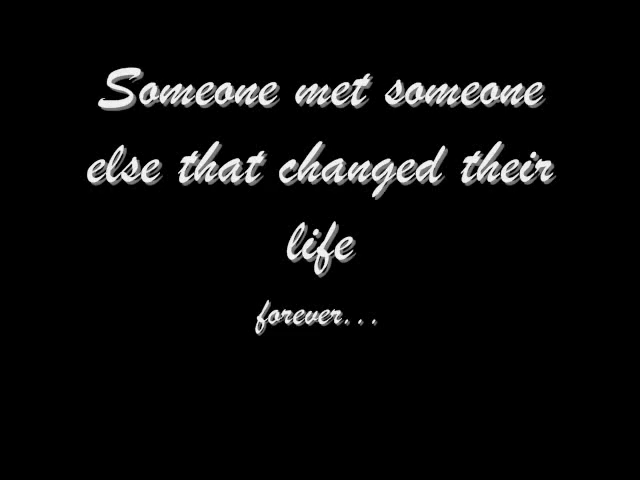 Someone met someone
else that changed their
life
forever...